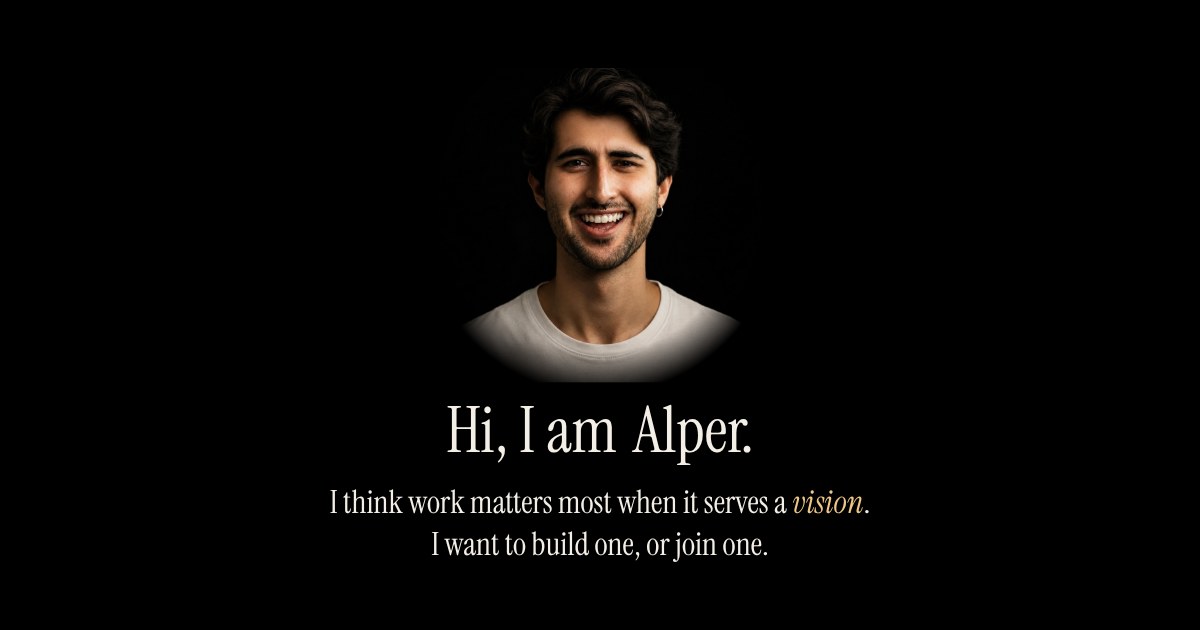 Hi, I am Alper.
I think work matters most when it serves a vision.
I want to build one, or join one.